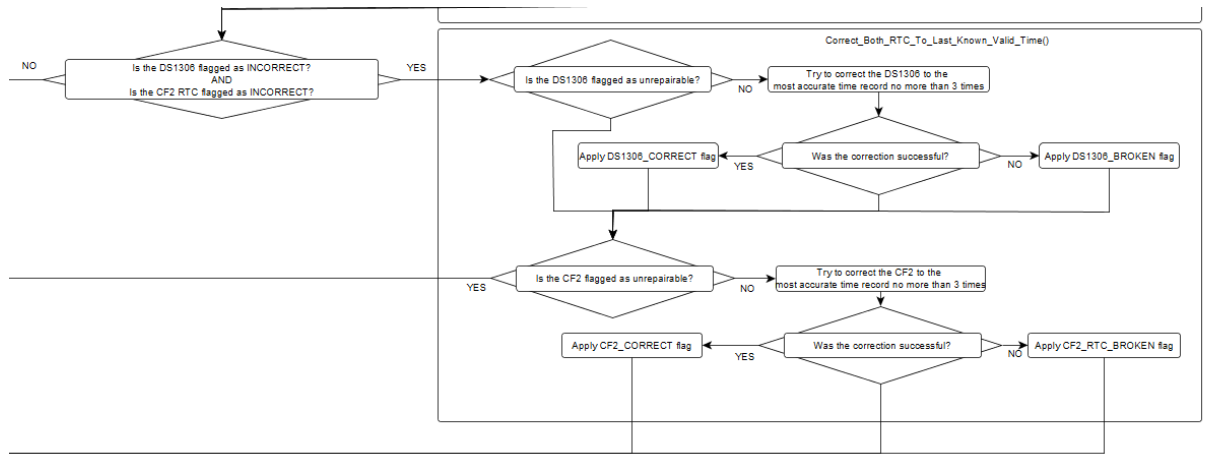 Correct_Both_RTC_To_Last_Known_Valid_Time()
NO
Is the DS1306 flagged as INCORRECT?
AND
Is the CF2 RTC flagged as INCORRECT?
YES
Is the DS1306 flagged as unrepairable?
NO
Try to correct the DS1306 to the
most accurate time record no more than 3 times
Apply DS1306_CORRECT flag
YES
Was the correction successful?
NO
Apply DS1306_BROKEN flag
YES
Is the CF2 flagged as unrepairable?
NO
Try to correct the CF2 to the
most accurate time record no more than 3 times
Apply CF2_CORRECT flag
YES
Was the correction successful?
NO
Apply CF2_RTC_BROKEN flag